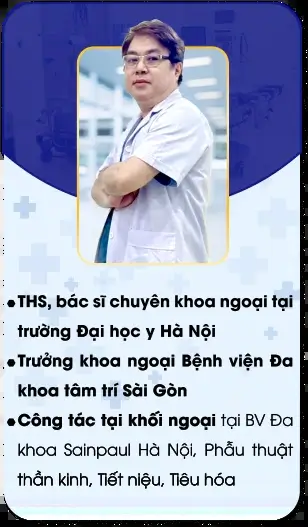 THS, bác sĩ chuyên khoa ngoại tại
trường Đại học y Hà Nội
Trưởng khoa ngoại Bệnh viện Đa
khoa tâm trí Sài Gòn
Công tác tại khối ngoại tại BV Đa
khoa Sainpaul Hà Nội, Phẫu thuật
thần kinh, Tiết niệu, Tiêu hóa